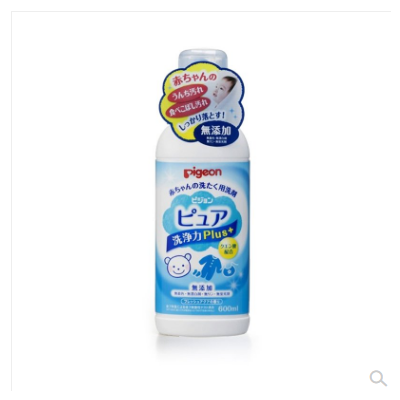 赤ちゃんの
うんち汚れ
食べこぼし汚れ
しっかり落とす!
無添加
Pigeon
赤ちゃんの洗たく用洗剤
ピジョン
ピュア
洗浄力Plus+
無添加
800ml